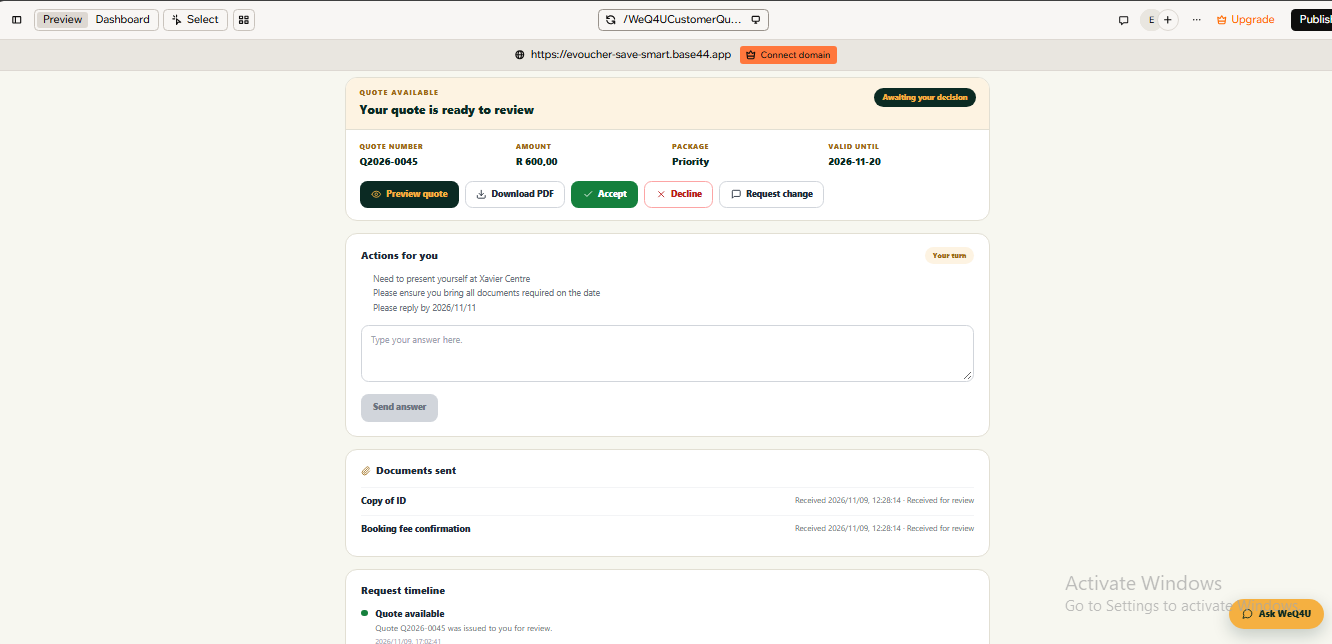 Preview Dashboard Select /WeQ4UCustomerQu... E Upgrade Publis
https://evoucher-save-smart.base44.app Connect domain
QUOTE AVAILABLE
Your quote is ready to review
Awaiting your decision
QUOTE NUMBER AMOUNT PACKAGE VALID UNTIL
Q2026-0045 R 600,00 Priority 2026-11-20
Preview quote Download PDF Accept Decline Request change
Actions for you Your turn
Need to present yourself at Xavier Centre
Please ensure you bring all documents required on the date
Please reply by 2026/11/11
Type your answer here.
Send answer
Documents sent
Copy of ID Received 2026/11/09, 12:28:14 · Received for review
Booking fee confirmation Received 2026/11/09, 12:28:14 · Received for review
Request timeline
Quote available
Quote Q2026-0045 was issued to you for review.
2026/11/09, 17:02:41
Activate Windows
Go to Settings to activate Windows.
Ask WeQ4U